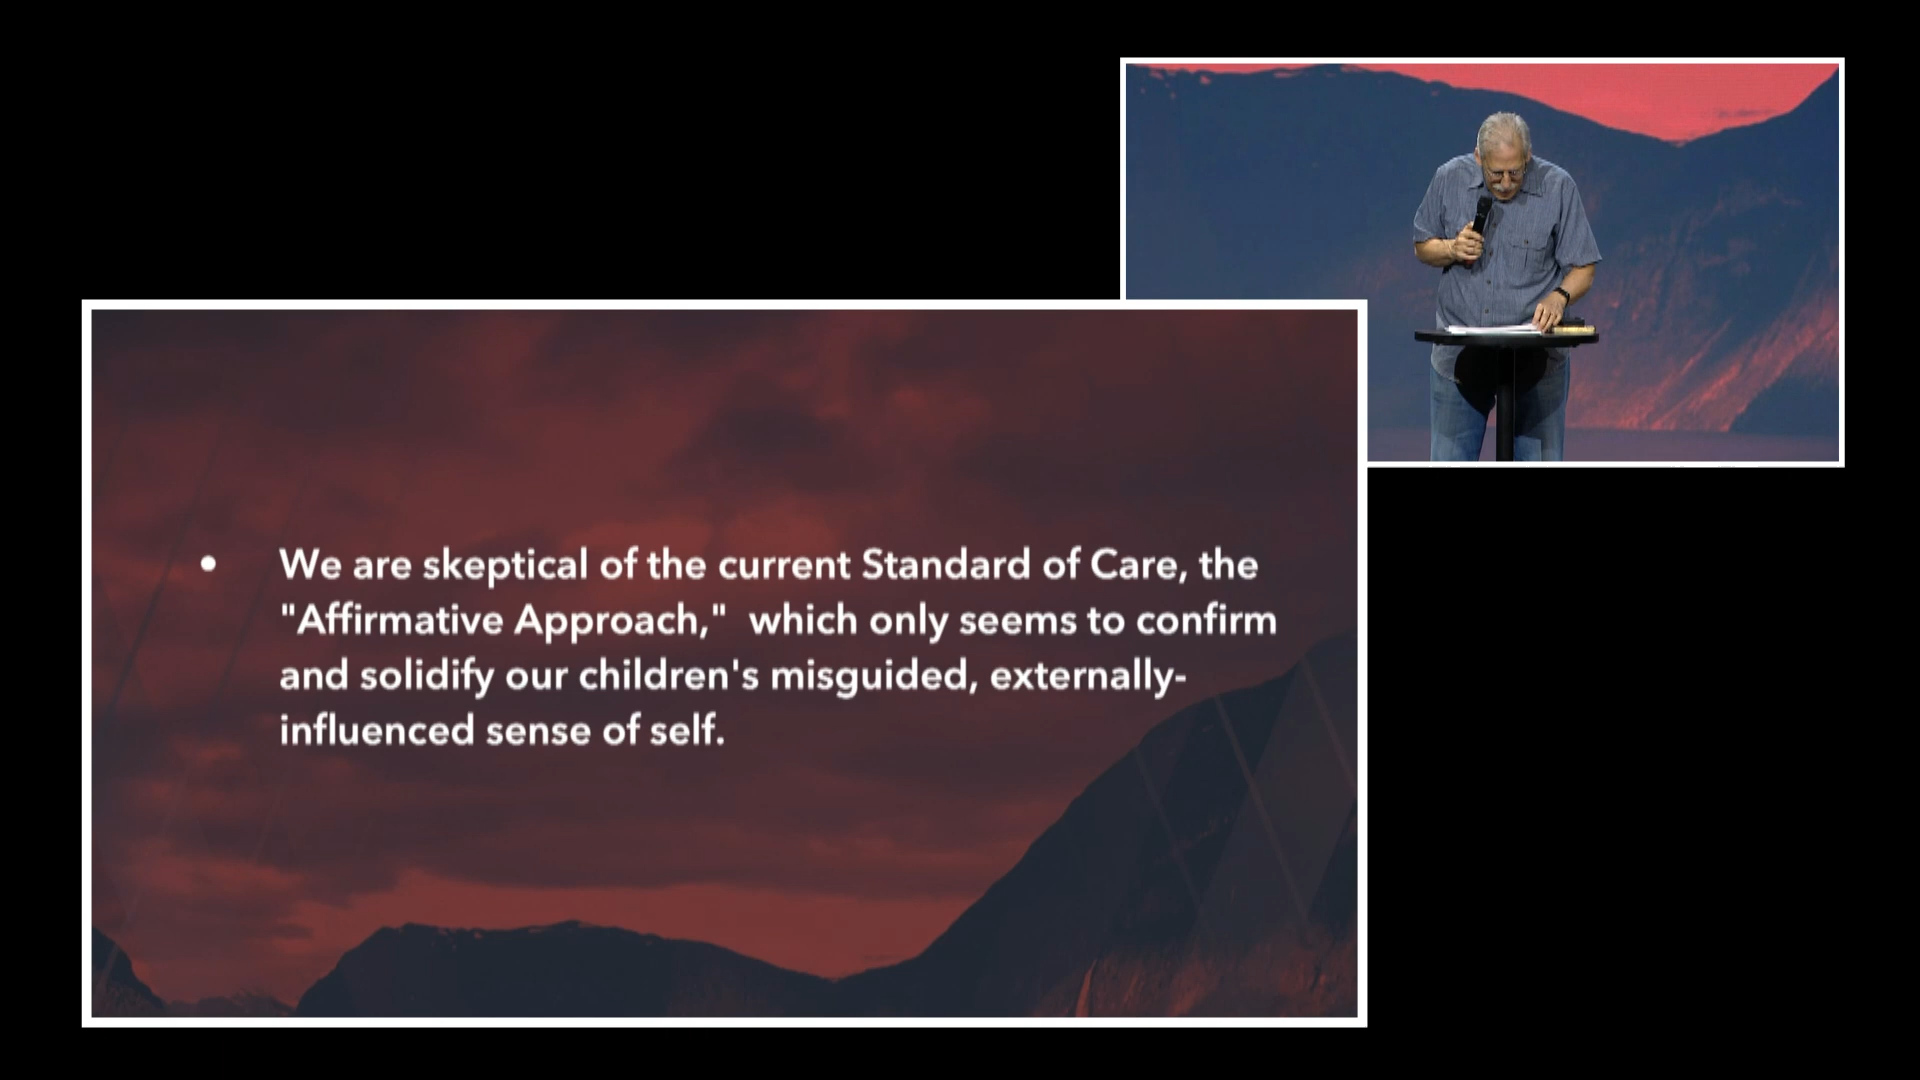 • We are skeptical of the current Standard of Care, the
"Affirmative Approach,"  which only seems to confirm
and solidify our children's misguided, externally-
influenced sense of self.